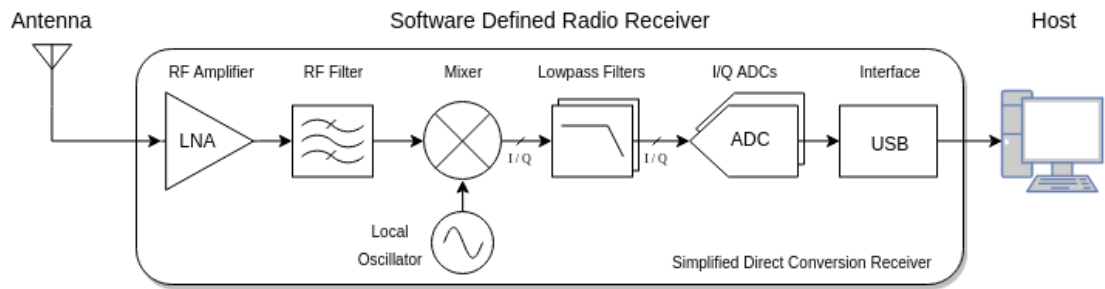 Antenna
Software Defined Radio Receiver
Host
RF Amplifier
RF Filter
Mixer
Lowpass Filters
I/Q ADCs
Interface
LNA
ADC
USB
I / Q
I / Q
Local
Oscillator
Simplified Direct Conversion Receiver